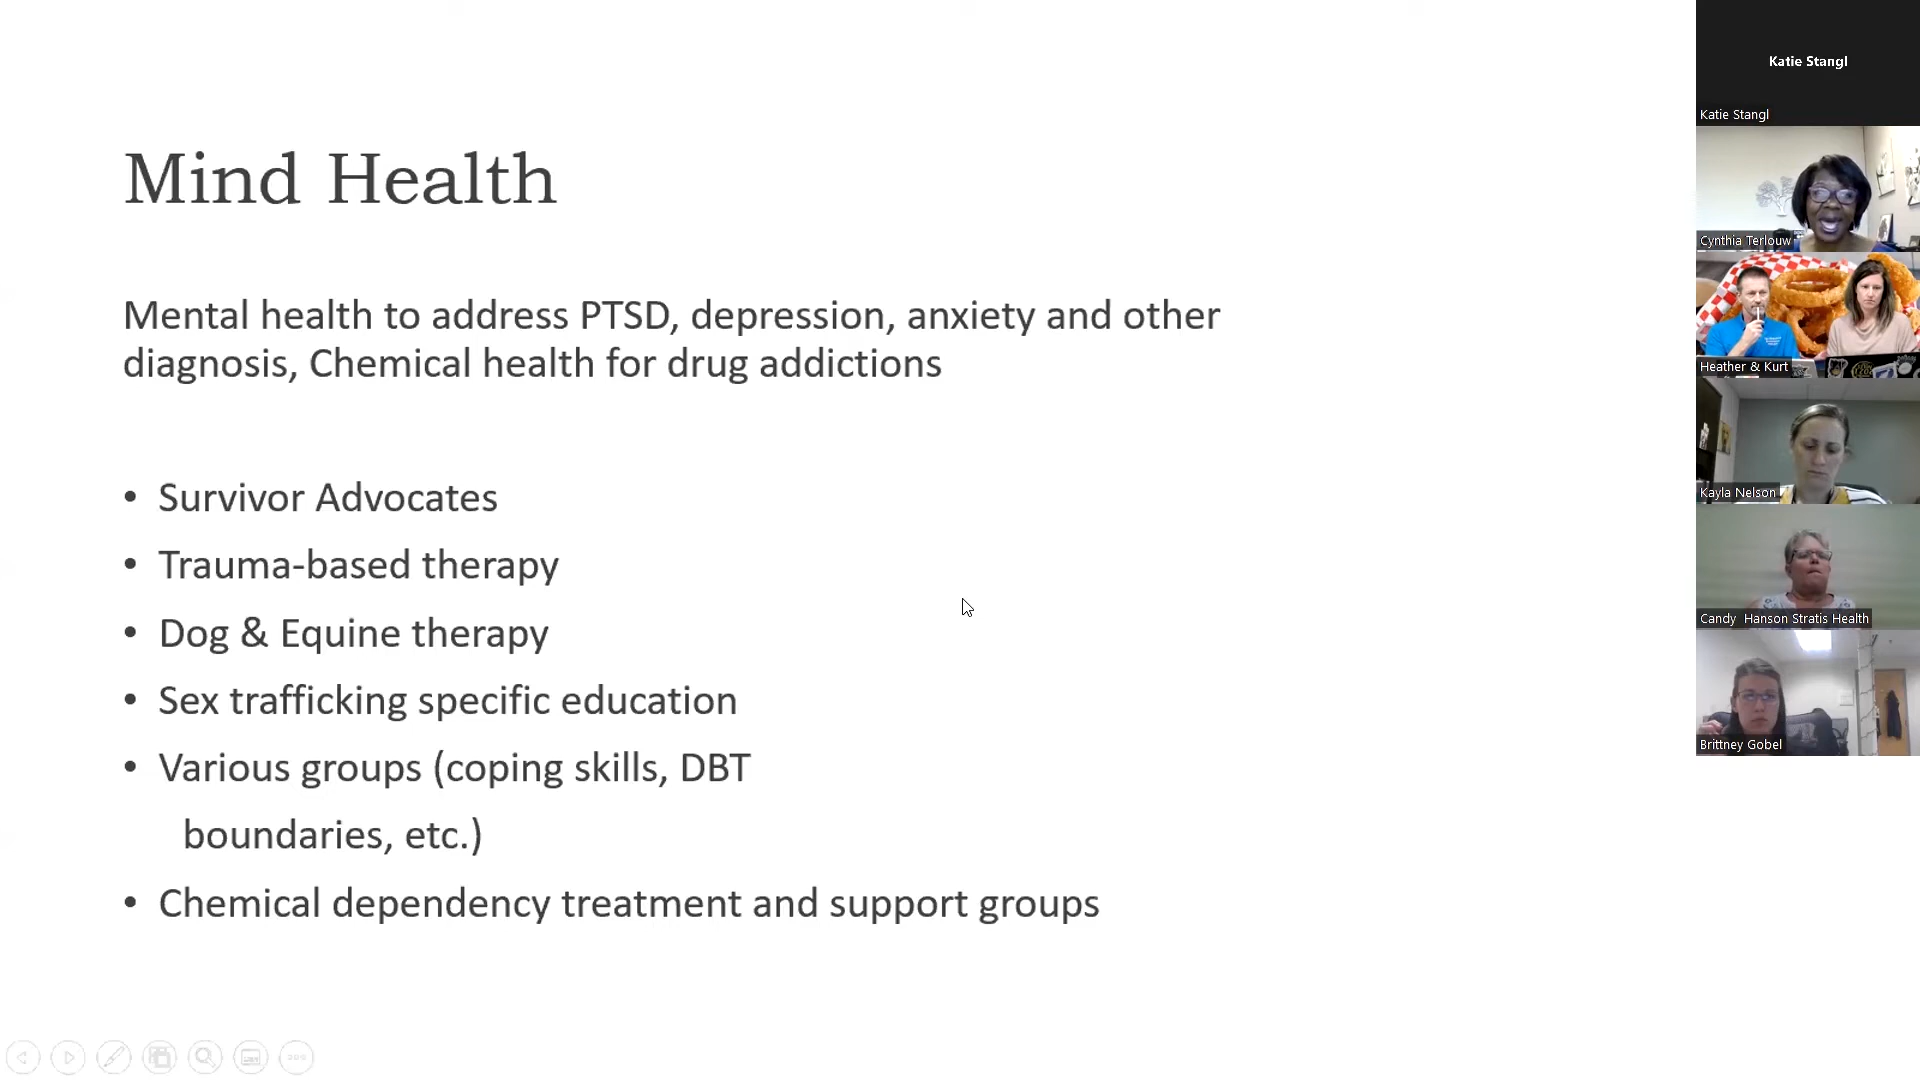 Mind Health
Mental health to address PTSD, depression, anxiety and other
diagnosis, Chemical health for drug addictions
• Survivor Advocates
• Trauma-based therapy
• Dog & Equine therapy
• Sex trafficking specific education
• Various groups (coping skills, DBT
boundaries, etc.)
• Chemical dependency treatment and support groups
Katie Stangl
Katie Stangl
Cynthia Terlouw
Heather & Kurt
Kayla Nelson
Candy Hanson Stratis Health
Brittney Gobel